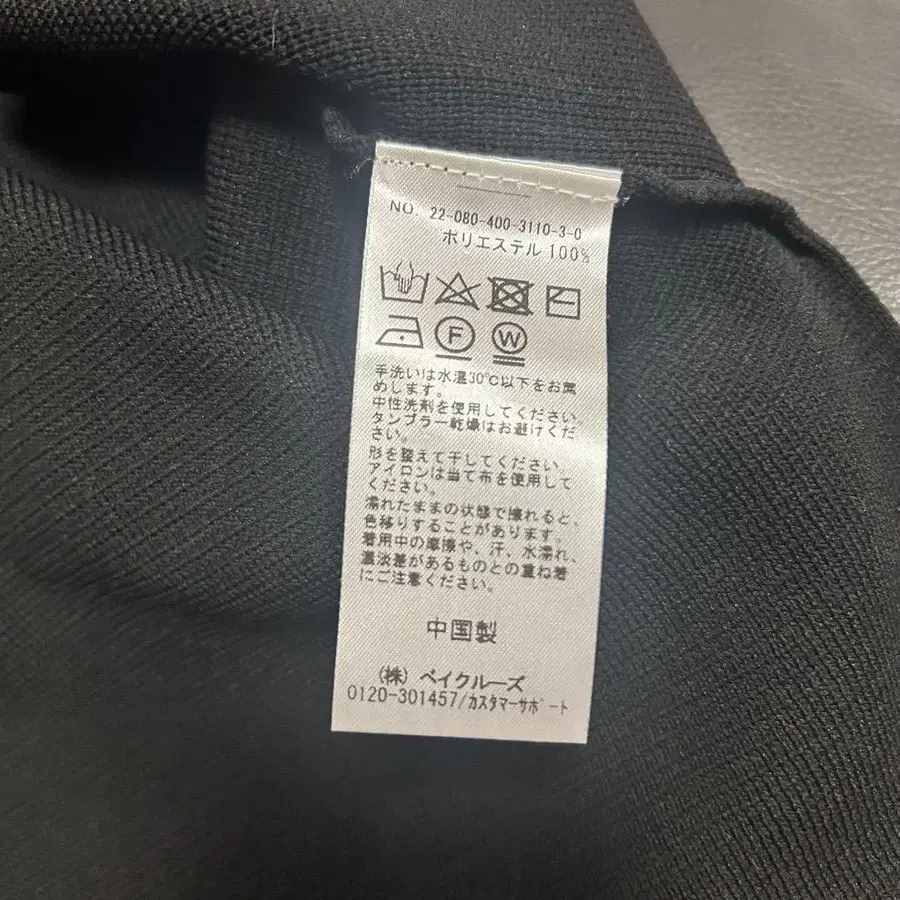 NO. 22-080-400-3110-3-0
ポリエステル 100%
F W
手洗いは水温30℃以下をお薦
めします。
中性洗剤を使用してください。
タンブラー乾燥はお避けくだ
さい。
形を整えて干してください。
アイロンは当て布を使用して
ください。
濡れたままの状態で擦れると、
色移りすることがあります。
着用中の摩擦や、汗、水濡れ、
濃淡差があるものとの重ね着
にご注意ください。
中国製
(株) ベイクルーズ
0120-301457/カスタマーサポート